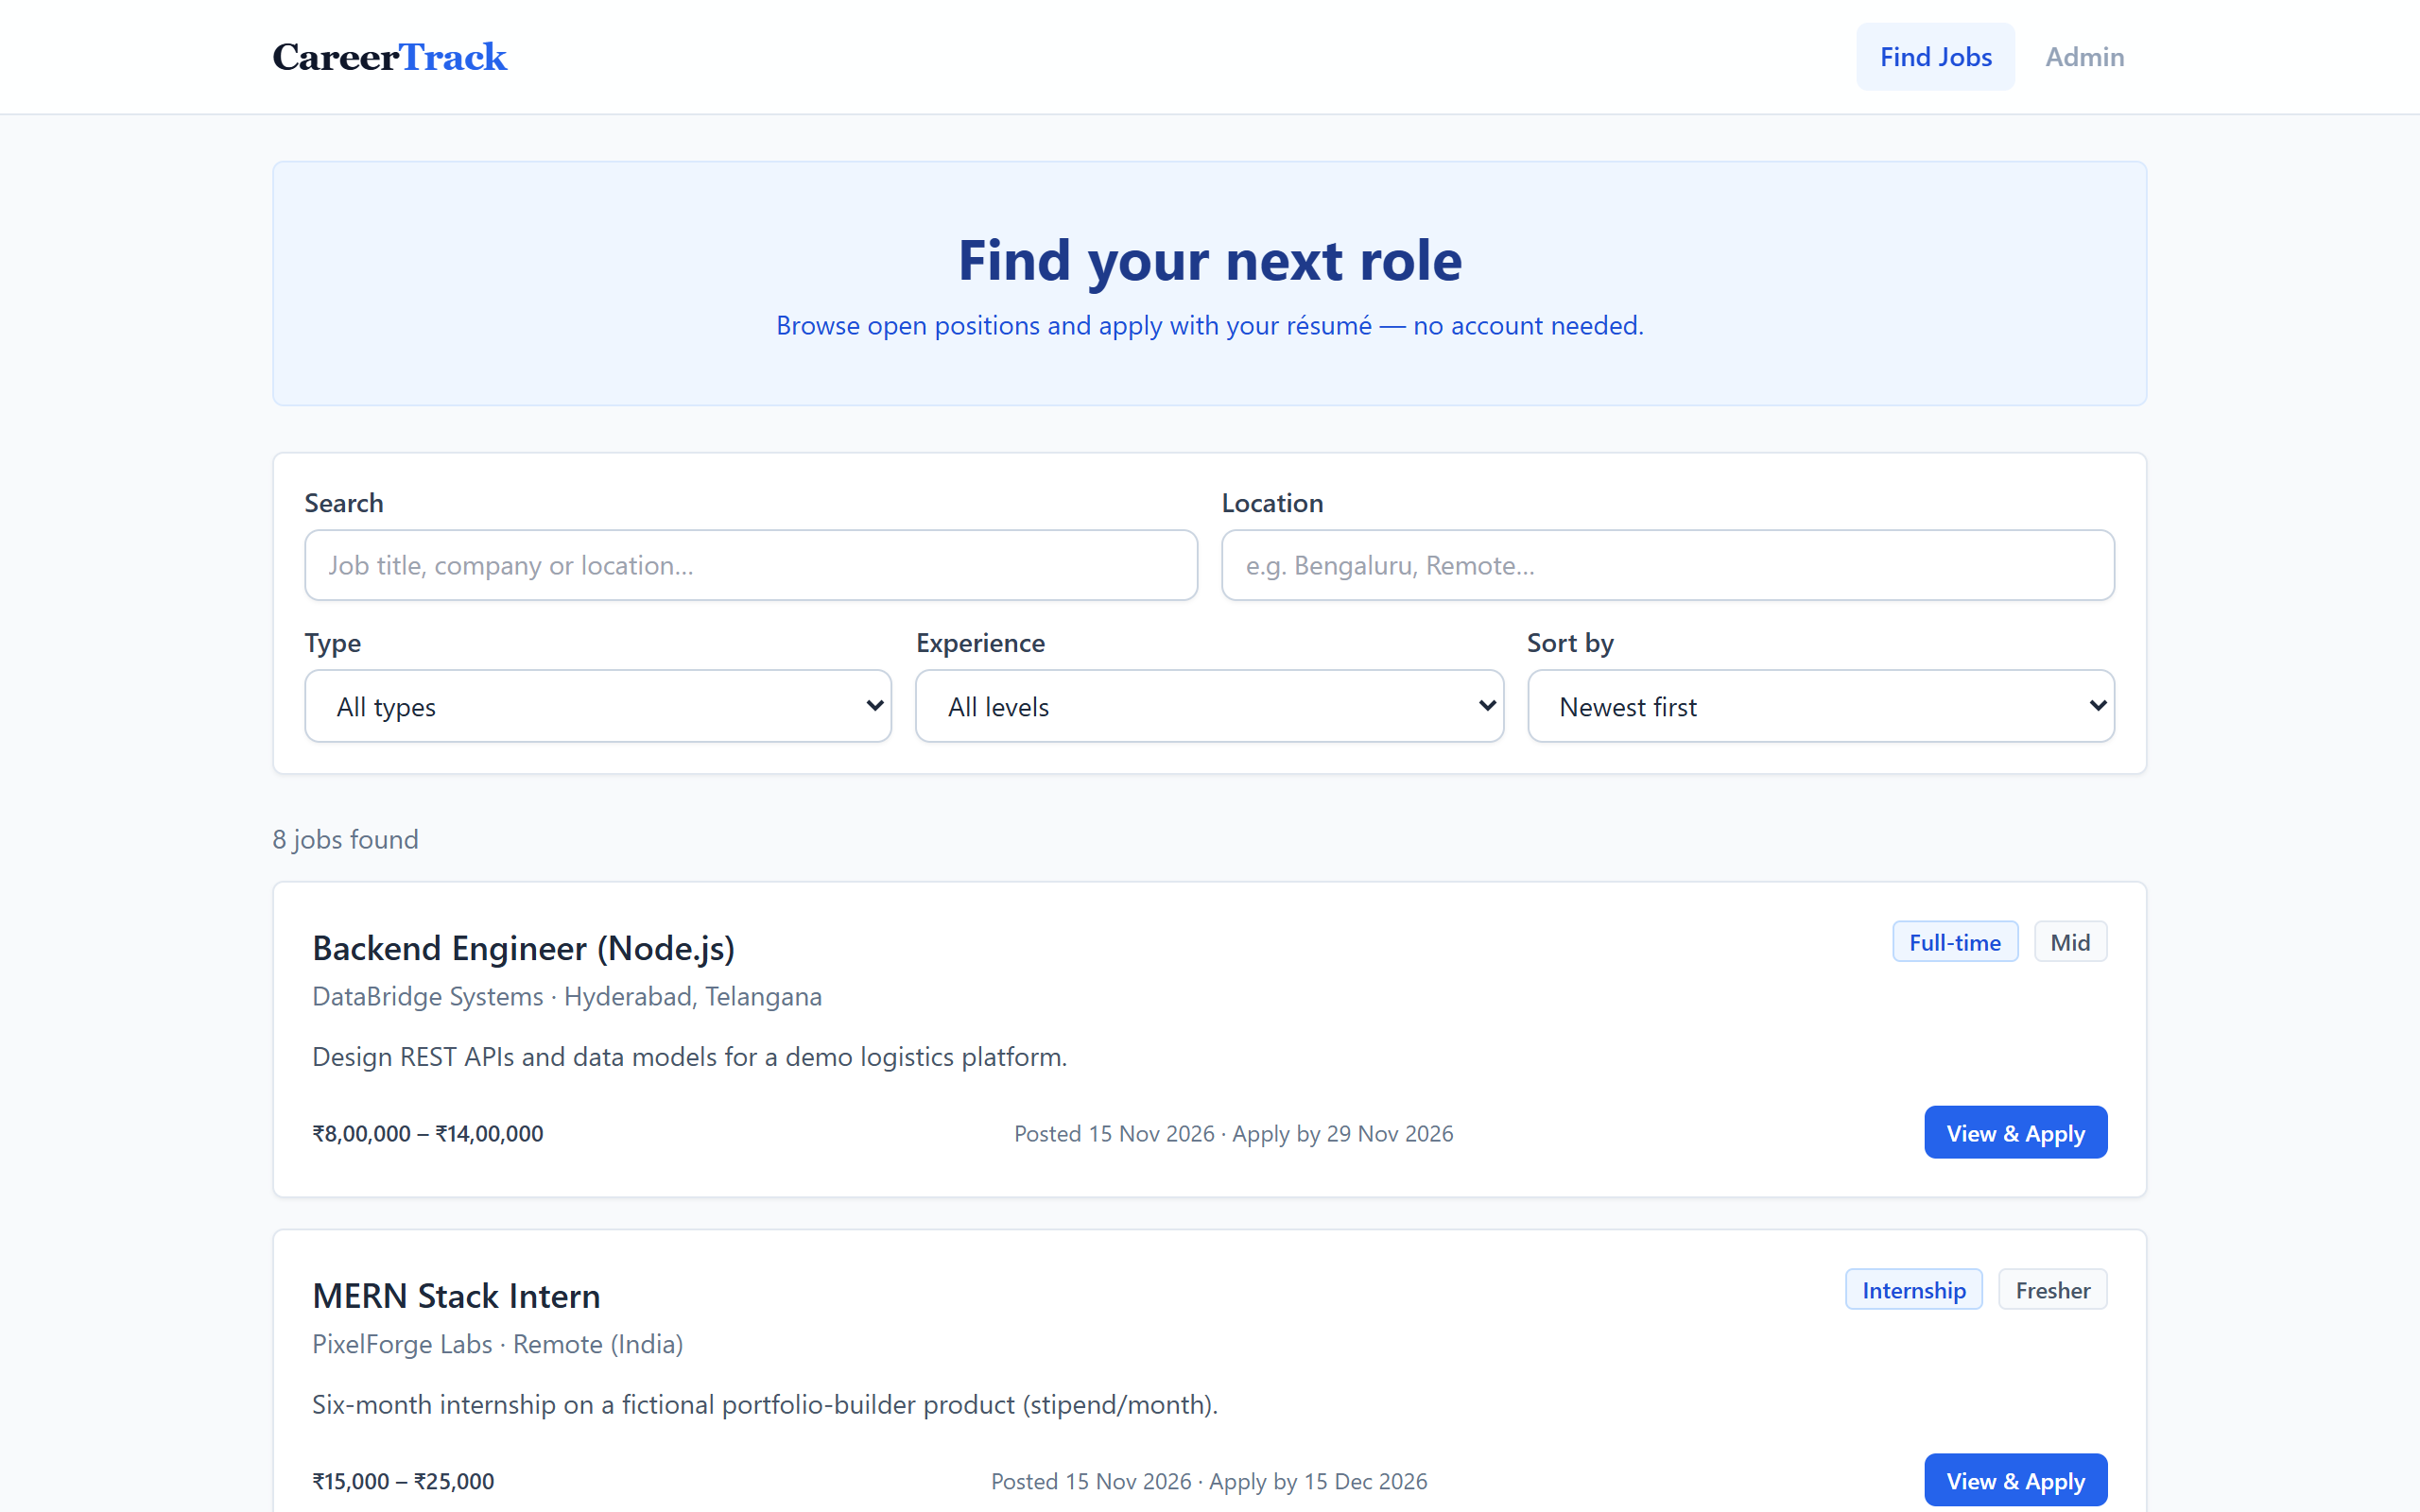 CareerTrack
Find Jobs
Admin
Find your next role
Browse open positions and apply with your résumé — no account needed.
Search
Location
Job title, company or location...
e.g. Bengaluru, Remote...
Type
Experience
Sort by
All types
All levels
Newest first
8 jobs found
Backend Engineer (Node.js)
Full-time
Mid
DataBridge Systems · Hyderabad, Telangana
Design REST APIs and data models for a demo logistics platform.
₹8,00,000 – ₹14,00,000
Posted 15 Nov 2026 · Apply by 29 Nov 2026
View & Apply
MERN Stack Intern
Internship
Fresher
PixelForge Labs · Remote (India)
Six-month internship on a fictional portfolio-builder product (stipend/month).
₹15,000 – ₹25,000
Posted 15 Nov 2026 · Apply by 15 Dec 2026
View & Apply